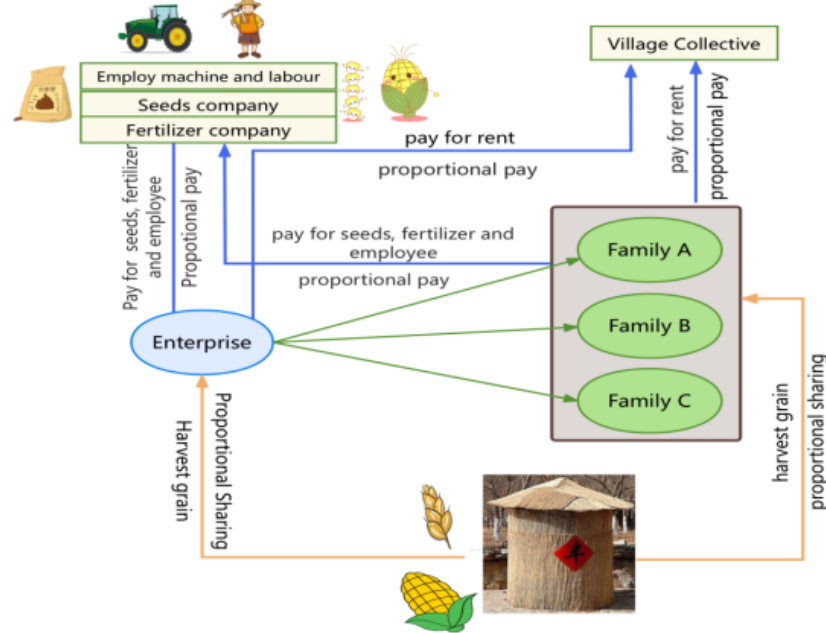 Village Collective
Employ machine and labour
Seeds company
Fertilizer company
pay for rent
proportional pay
pay for rent
proportional pay
Pay for seeds, fertilizer
and employee
Propotional pay
pay for seeds, fertilizer and
employee
proportional pay
Family A
Family B
Family C
Enterprise
Proportional Sharing
Harvest grain
harvest grain
proportional sharing